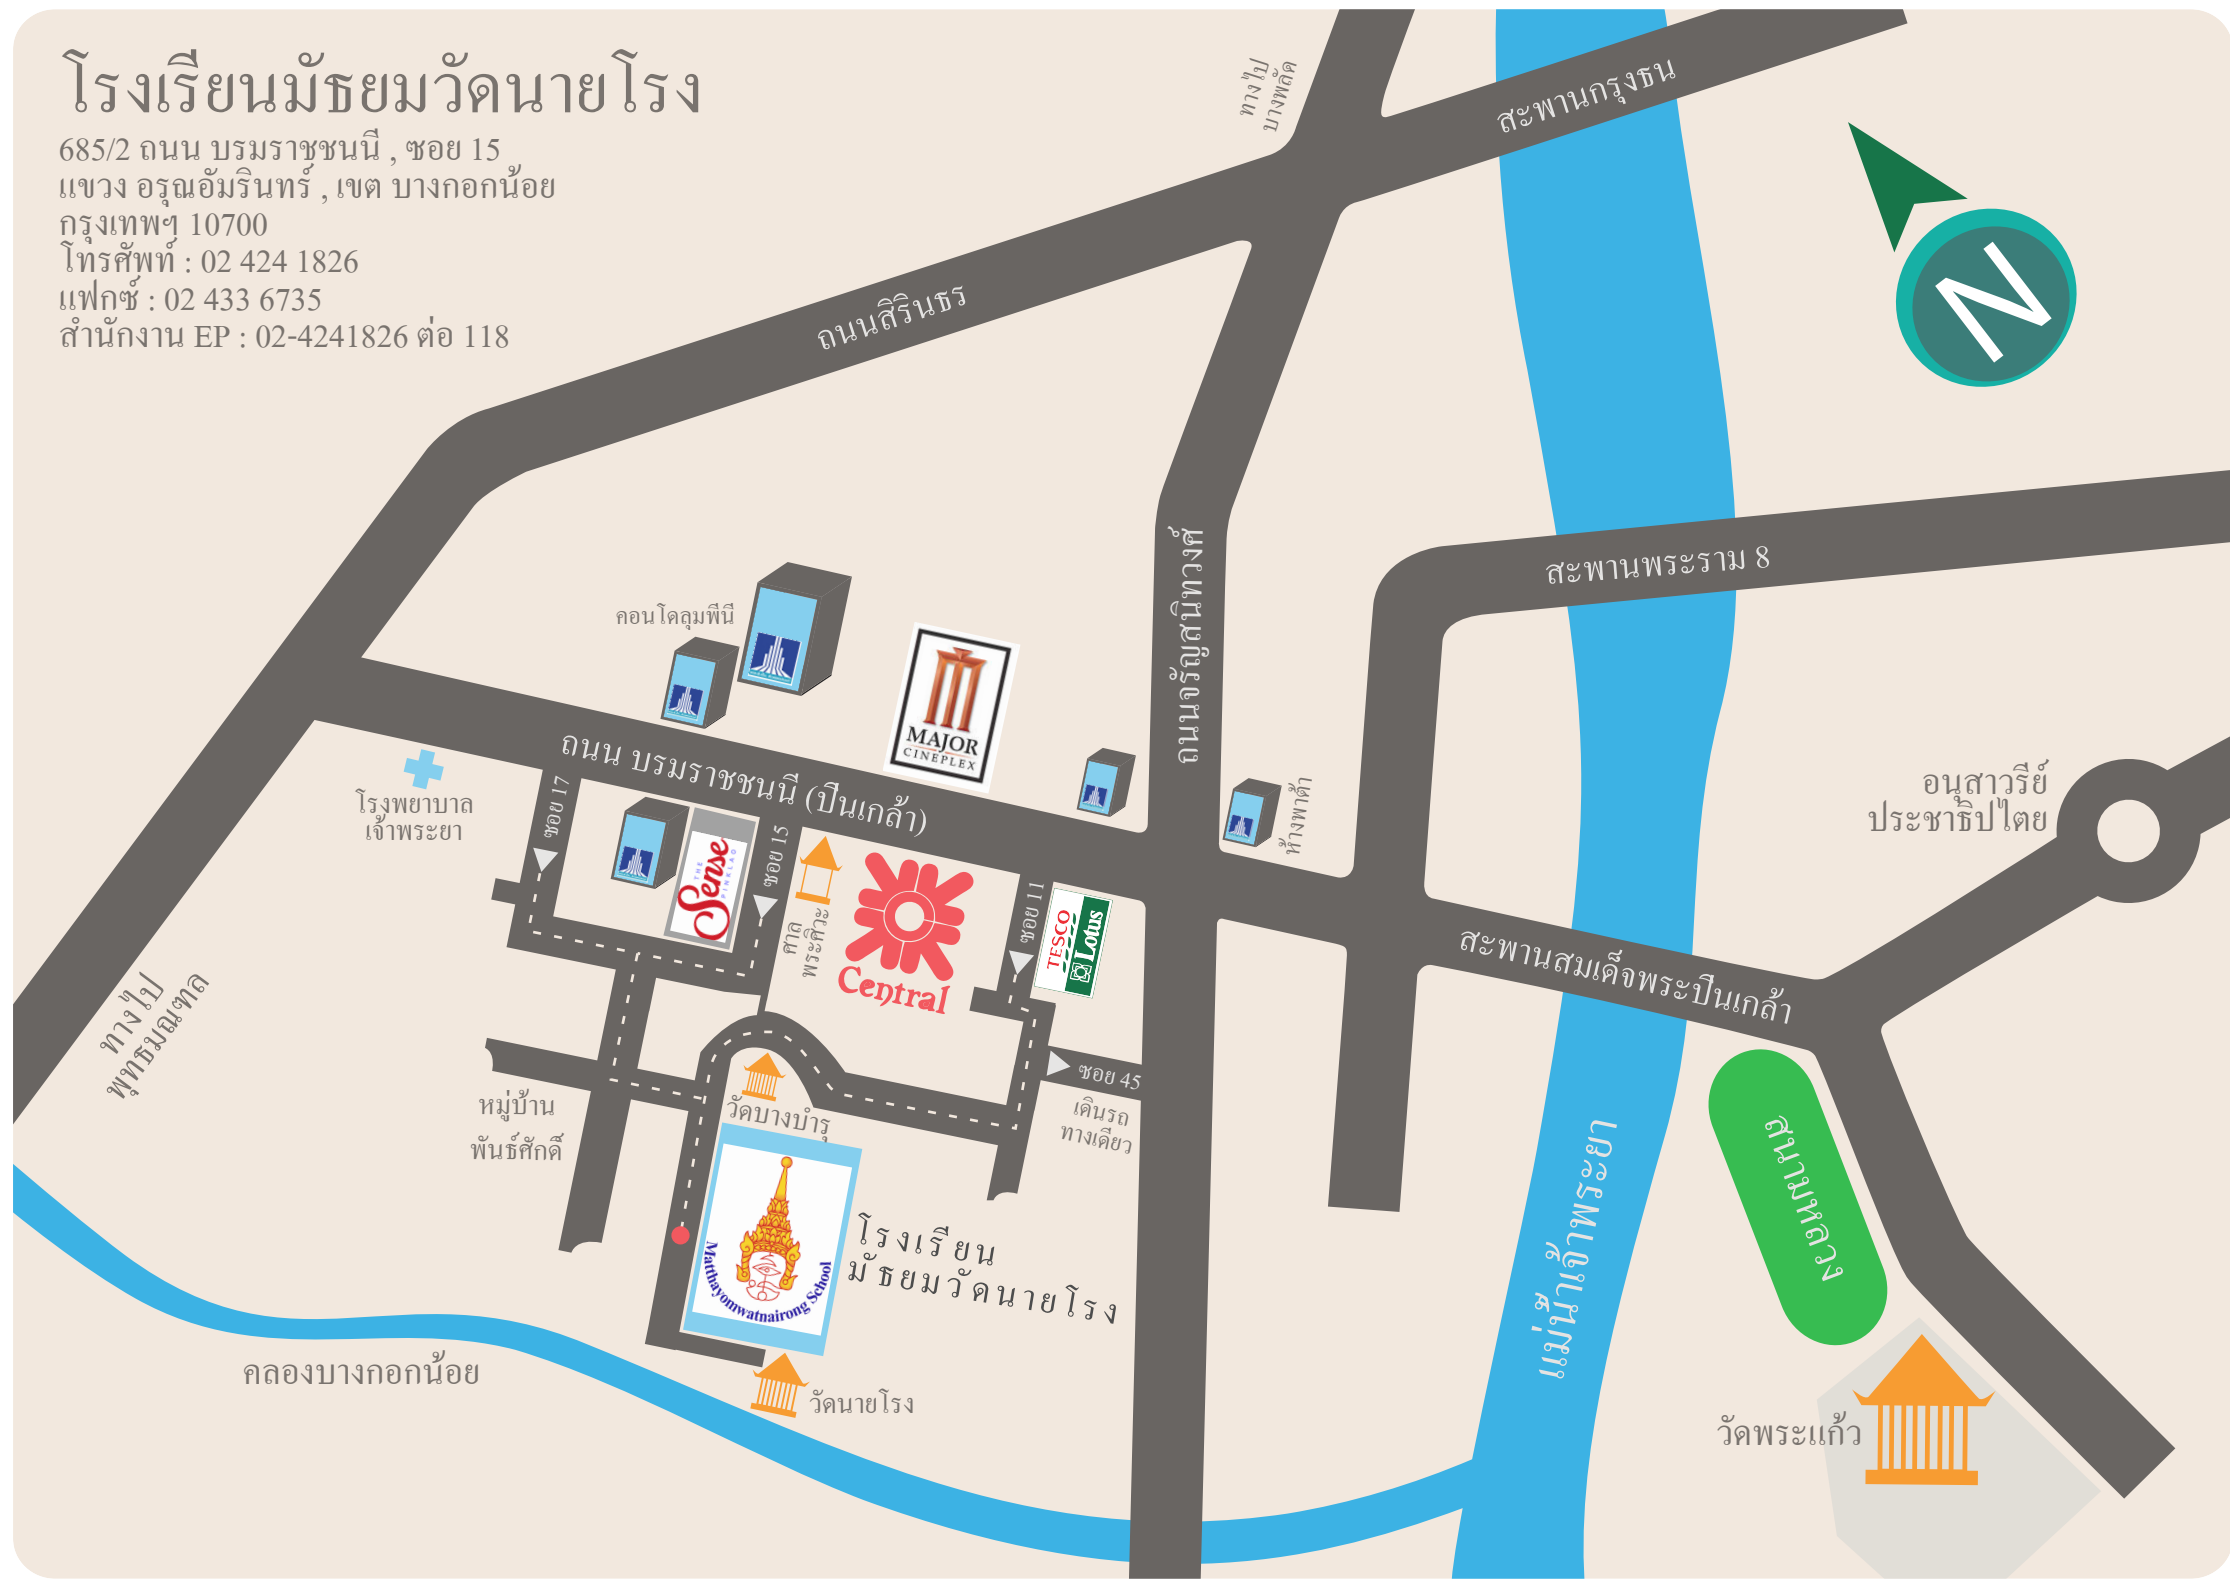 โรงเรียนมัธยมวัดนายโรง
685/2 ถนน บรมราชชนนี , ซอย 15
แขวง อรุณอัมรินทร์ , เขต บางกอกน้อย
กรุงเทพฯ 10700
โทรศัพท์ : 02 424 1826
แฟกซ์ : 02 433 6735
สำนักงาน EP : 02-4241826 ต่อ 118
ทางไป
บางพลัด
สะพานกรุงธน
N
ถนนสิรินธร
ถนนจรัญสนิทวงศ์
สะพานพระราม 8
คอนโดลุมพีนี
MAJOR
CINEPLEX
ถนน บรมราชชนนี (ปิ่นเกล้า)
ห้างพาต้า
อนุสาวรีย์
ประชาธิปไตย
โรงพยาบาล
เจ้าพระยา
ซอย 17
THE
Sense
PINKLAO
ซอย 15
ศาล
พระศิวะ
Central
ซอย 11
TESCO
Lotus
สะพานสมเด็จพระปิ่นเกล้า
ทางไป
พุทธมณฑล
ซอย 45
เดินรถ
ทางเดียว
หมู่บ้าน
พันธ์ศักดิ์
วัดบางบำรุ
Matthayomwatnairong School
โรงเรียน
มัธยมวัดนายโรง
แม่น้ำเจ้าพระยา
สนามหลวง
คลองบางกอกน้อย
วัดนายโรง
วัดพระแก้ว